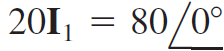 20I₁ = 80/0°